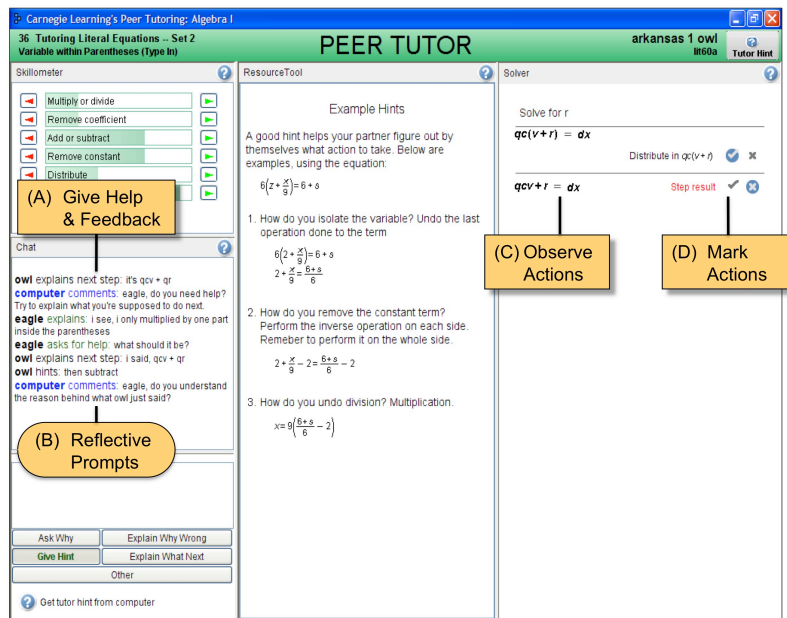 Carnegie Learning's Peer Tutoring: Algebra I
36 Tutoring Literal Equations -- Set 2
Variable within Parentheses (Type In)
PEER TUTOR
arkansas 1 owl
lit60a
Tutor Hint
Skillometer
Multiply or divide
Remove coefficient
Add or subtract
Remove constant
Distribute
(A) Give Help
& Feedback
Chat
owl explains next step: it's qcv + qr
computer comments: eagle, do you need help?
Try to explain what you're supposed to do next.
eagle explains: i see, i only multiplied by one part
inside the parentheses
eagle asks for help: what should it be?
owl explains next step: i said, qcv + qr
owl hints: then subtract
computer comments: eagle, do you understand
the reason behind what owl just said?
(B) Reflective
Prompts
Ask Why
Explain Why Wrong
Give Hint
Explain What Next
Other
Get tutor hint from computer
ResourceTool
Example Hints
A good hint helps your partner figure out by
themselves what action to take. Below are
examples, using the equation:
6(z + x/9) = 6 + s
1. How do you isolate the variable? Undo the last
operation done to the term
6(2 + x/9) = 6 + s
2 + x/9 = (6+s)/6
2. How do you remove the constant term?
Perform the inverse operation on each side.
Remeber to perform it on the whole side.
2 + x/9 - 2 = (6+s)/6 - 2
3. How do you undo division? Multiplication.
x = 9((6+s)/6 - 2)
Solver
Solve for r
qc(v + r) = dx
Distribute in qc(v + r)
qcv + r = dx
Step result
(C) Observe
Actions
(D) Mark
Actions